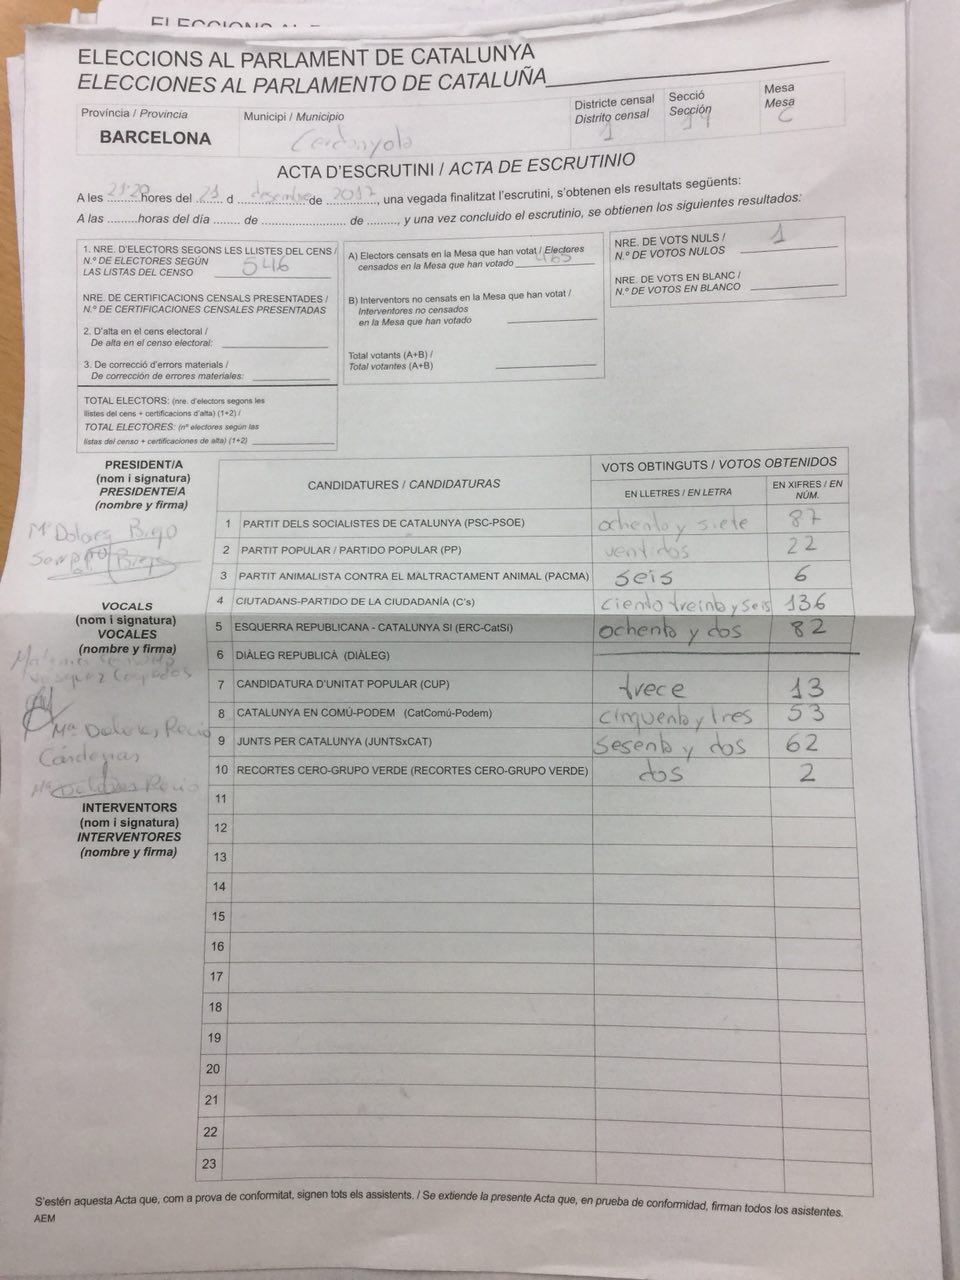 ELECCIONS AL PARLAMENT DE CATALUNYA
ELECCIONES AL PARLAMENTO DE CATALUÑA
Província / Provincia
BARCELONA
Municipi / Municipio
Cerdanyola
Districte censal
Distrito censal
1
Secció
Sección
Mesa
Mesa
C
ACTA D'ESCRUTINI / ACTA DE ESCRUTINIO
A les 21:20 hores del 21 d desembre de 2017, una vegada finalitzat l'escrutini, s'obtenen els resultats següents:
A las .........horas del día ....... de ..................... de ........, y una vez concluido el escrutinio, se obtienen los siguientes resultados:
1. NRE. D'ELECTORS SEGONS LES LLISTES DEL CENS /
N.º DE ELECTORES SEGÚN
LAS LISTAS DEL CENSO 546
NRE. DE CERTIFICACIONS CENSALS PRESENTADES /
N.º DE CERTIFICACIONES CENSALES PRESENTADAS
2. D'alta en el cens electoral /
De alta en el censo electoral:
3. De correcció d'errors materials /
De corrección de errores materiales:
TOTAL ELECTORS: (nre. d'electors segons les
llistes del cens + certificacions d'alta) (1+2) /
TOTAL ELECTORES: (nº electores según las
listas del censo + certificaciones de alta) (1+2)
A) Electors censats en la Mesa que han votat / Electores
censados en la Mesa que han votado 465
B) Interventors no censats en la Mesa que han votat /
Interventores no censados
en la Mesa que han votado
Total votants (A+B) /
Total votantes (A+B)
NRE. DE VOTS NULS /
N.º DE VOTOS NULOS 1
NRE. DE VOTS EN BLANC /
N.º DE VOTOS EN BLANCO
PRESIDENT/A
(nom i signatura)
PRESIDENTE/A
(nombre y firma)
Mª Dolores Bigo
VOCALS
(nom i signatura)
VOCALES
(nombre y firma)
Mª Dolores Recio
Cárdenas
Mª Dolores Recio
INTERVENTORS
(nom i signatura)
INTERVENTORES
(nombre y firma)
CANDIDATURES / CANDIDATURAS
VOTS OBTINGUTS / VOTOS OBTENIDOS
EN LLETRES / EN LETRA
EN XIFRES / EN NÚM.
1 PARTIT DELS SOCIALISTES DE CATALUNYA (PSC-PSOE) ochenta y siete 87
2 PARTIT POPULAR / PARTIDO POPULAR (PP) ventidos 22
3 PARTIT ANIMALISTA CONTRA EL MALTRACTAMENT ANIMAL (PACMA) seis 6
4 CIUTADANS-PARTIDO DE LA CIUDADANÍA (C's) ciento treinta y seis 136
5 ESQUERRA REPUBLICANA - CATALUNYA SI (ERC-CatSí) ochenta y dos 82
6 DIÀLEG REPUBLICÀ (DIÀLEG)
7 CANDIDATURA D'UNITAT POPULAR (CUP) trece 13
8 CATALUNYA EN COMÚ-PODEM (CatComú-Podem) cinquenta y tres 53
9 JUNTS PER CATALUNYA (JUNTSxCAT) sesenta y dos 62
10 RECORTES CERO-GRUPO VERDE (RECORTES CERO-GRUPO VERDE) dos 2
11
12
13
14
15
16
17
18
19
20
21
22
23
S'estén aquesta Acta que, com a prova de conformitat, signen tots els assistents. / Se extiende la presente Acta que, en prueba de conformidad, firman todos los asistentes.
AEM